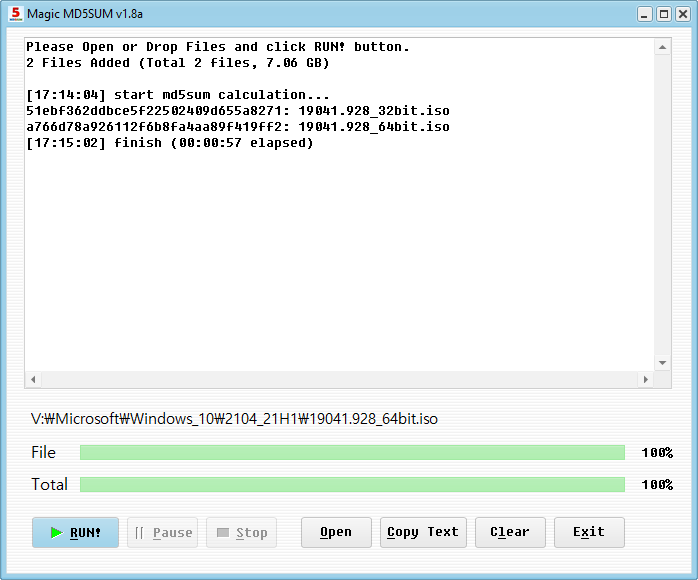 5
Magic MD5SUM v1.8a
Please Open or Drop Files and click RUN! button.
2 Files Added (Total 2 files, 7.06 GB)
[17:14:04] start md5sum calculation...
51ebf362ddbce5f22502409d655a8271: 19041.928_32bit.iso
a766d78a926112f6b8fa4aa89f419ff2: 19041.928_64bit.iso
[17:15:02] finish (00:00:57 elapsed)
V:₩Microsoft₩Windows_10₩2104_21H1₩19041.928_64bit.iso
File 100%
Total 100%
RUN! Pause Stop Open Copy Text Clear Exit